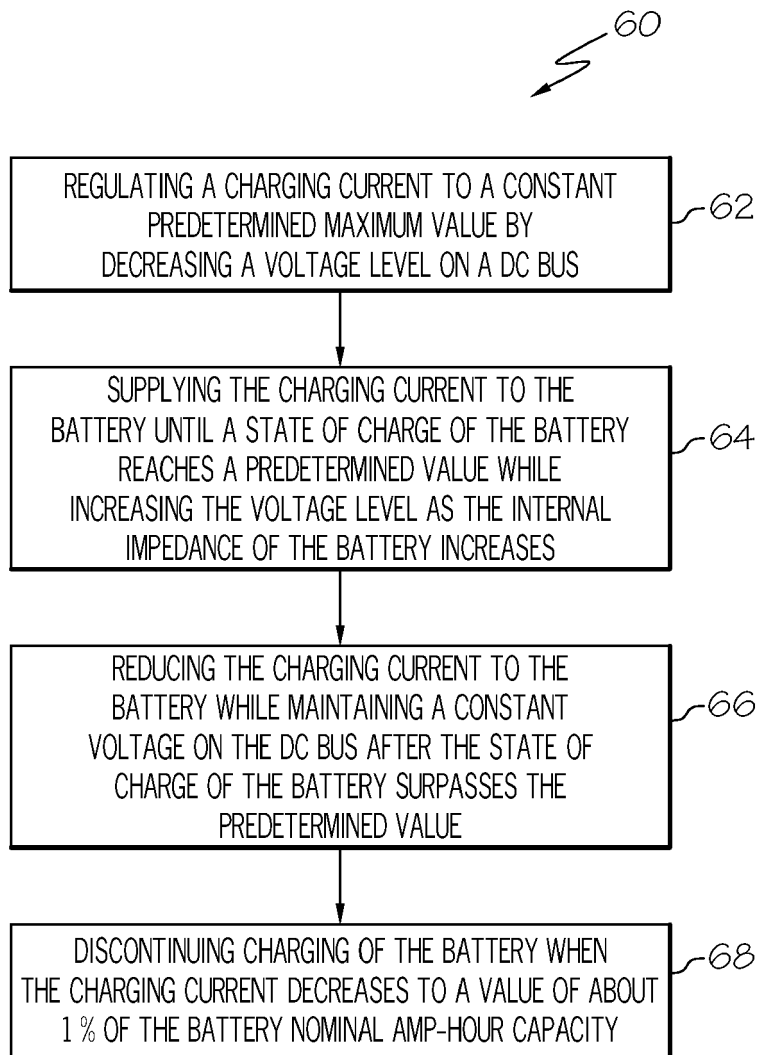 60
REGULATING A CHARGING CURRENT TO A CONSTANT
PREDETERMINED MAXIMUM VALUE BY
DECREASING A VOLTAGE LEVEL ON A DC BUS
62
SUPPLYING THE CHARGING CURRENT TO THE
BATTERY UNTIL A STATE OF CHARGE OF THE BATTERY
REACHES A PREDETERMINED VALUE WHILE
INCREASING THE VOLTAGE LEVEL AS THE INTERNAL
IMPEDANCE OF THE BATTERY INCREASES
64
REDUCING THE CHARGING CURRENT TO THE
BATTERY WHILE MAINTAINING A CONSTANT
VOLTAGE ON THE DC BUS AFTER THE STATE OF
CHARGE OF THE BATTERY SURPASSES THE
PREDETERMINED VALUE
66
DISCONTINUING CHARGING OF THE BATTERY WHEN
THE CHARGING CURRENT DECREASES TO A VALUE OF ABOUT
1% OF THE BATTERY NOMINAL AMP-HOUR CAPACITY
68